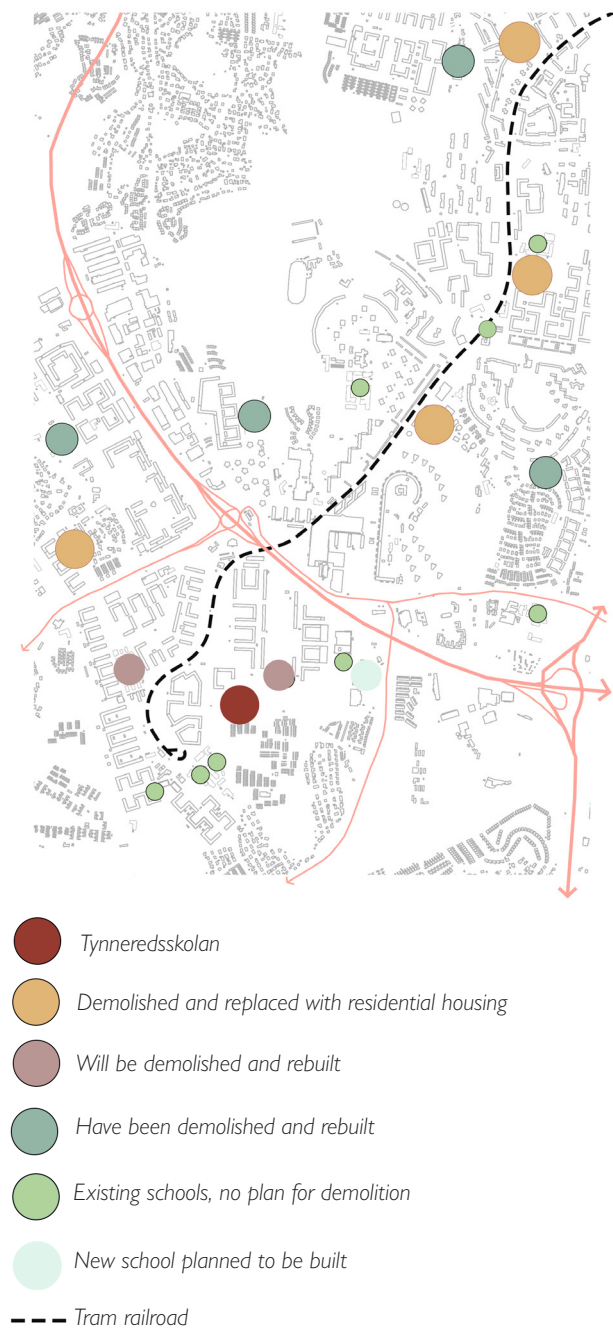 Tynneredsskolan
Demolished and replaced with residential housing
Will be demolished and rebuilt
Have been demolished and rebuilt
Existing schools, no plan for demolition
New school planned to be built
Tram railroad